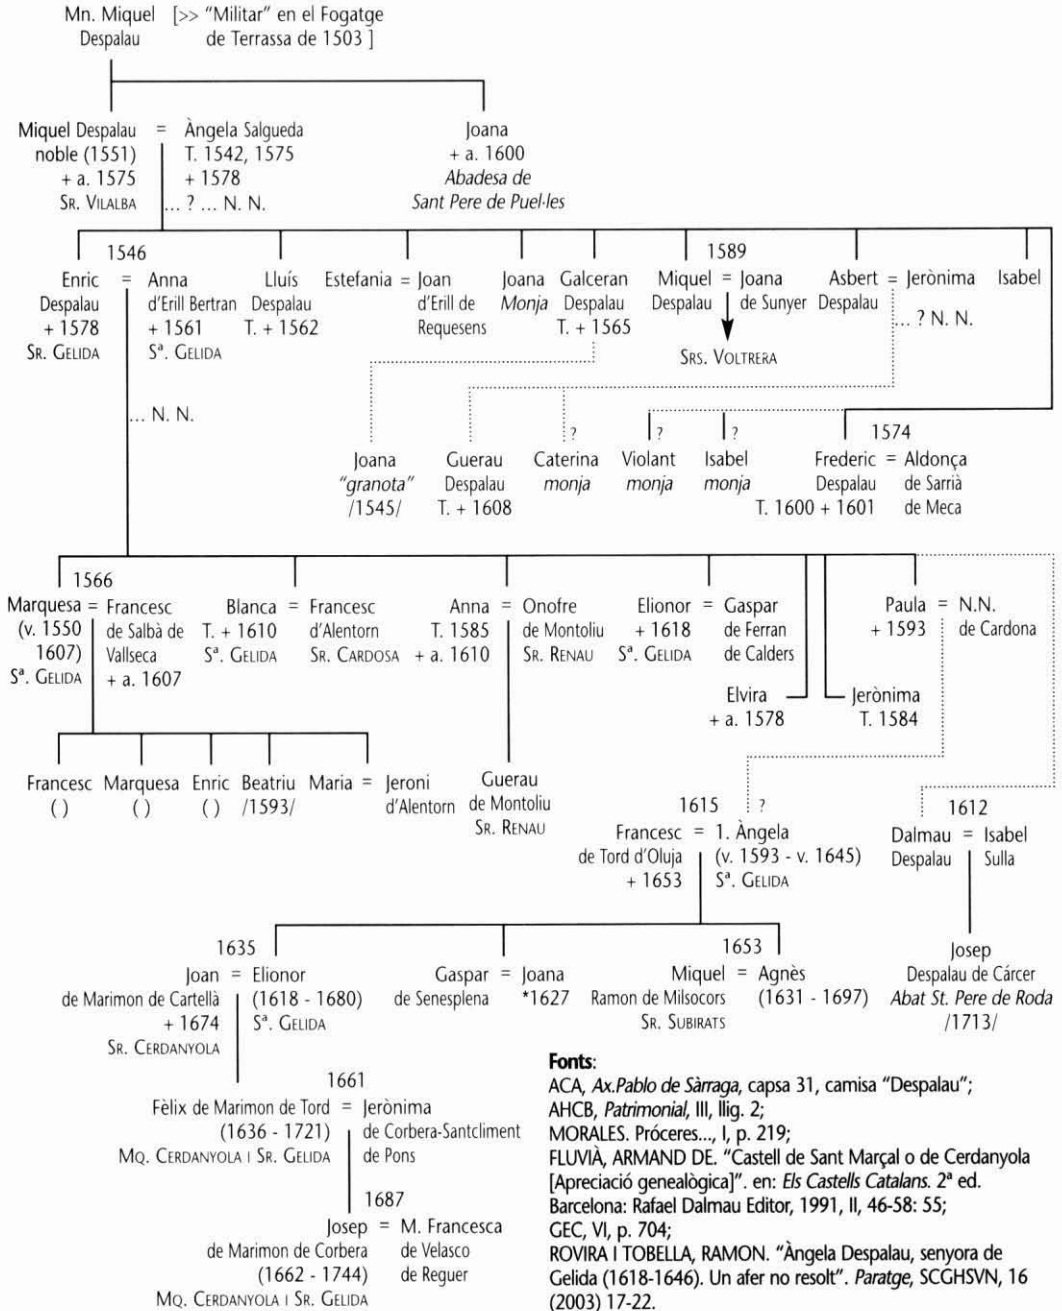 Mn. Miquel [>> "Militar" en el Fogatge
Despalau de Terrassa de 1503 ]
Miquel Despalau = Àngela Salgueda Joana
noble (1551) T. 1542, 1575 + a. 1600
+ a. 1575 + 1578 Abadesa de
SR. VILALBA ... ? ... N. N. Sant Pere de Puel·les
1546 1589
Enric = Anna Lluís Estefania = Joan Joana Galceran Miquel = Joana Asbert = Jerònima Isabel
Despalau d'Erill Bertran Despalau d'Erill de Monja Despalau Despalau de Sunyer Despalau
+ 1578 + 1561 T. + 1562 Requesens T. + 1565 ... ? N. N.
SR. GELIDA Sª. GELIDA SRS. VOLTRERA
... N. N. ? ? ? 1574
Joana Guerau Caterina Violant Isabel Frederic = Aldonça
"granota" Despalau monja monja monja Despalau de Sarrià
/1545/ T. + 1608 T. 1600 + 1601 de Meca
1566
Marquesa = Francesc Blanca = Francesc Anna = Onofre Elionor = Gaspar Paula = N.N.
(v. 1550 de Salbà de T. + 1610 d'Alentorn T. 1585 de Montoliu + 1618 de Ferran + 1593 de Cardona
1607) Vallseca Sª. GELIDA SR. CARDOSA + a. 1610 SR. RENAU Sª. GELIDA de Calders
Sª. GELIDA + a. 1607
Elvira Jerònima
+ a. 1578 T. 1584
Francesc Marquesa Enric Beatriu Maria = Jeroni Guerau
( ) ( ) ( ) /1593/ d'Alentorn de Montoliu
SR. RENAU
1615 ? 1612
Francesc = 1. Àngela Dalmau = Isabel
de Tord d'Oluja (v. 1593 - v. 1645) Despalau Sulla
+ 1653 Sª. GELIDA
1635 1653 Josep
Joan = Elionor Gaspar = Joana Miquel = Agnès Despalau de Cárcer
de Marimon de Cartellà (1618 - 1680) de Senesplena *1627 Ramon de Milsocors (1631 - 1697) Abat St. Pere de Roda
+ 1674 Sª. GELIDA SR. SUBIRATS /1713/
SR. CERDANYOLA
1661
Fèlix de Marimon de Tord = Jerònima
(1636 - 1721) de Corbera-Santcliment
MQ. CERDANYOLA I SR. GELIDA de Pons
1687
Josep = M. Francesca
de Marimon de Corbera de Velasco
(1662 - 1744) de Reguer
MQ. CERDANYOLA I SR. GELIDA
Fonts:
ACA, Ax.Pablo de Sàrraga, capsa 31, camisa "Despalau";
AHCB, Patrimonial, III, llig. 2;
MORALES. Próceres..., I, p. 219;
FLUVIÀ, ARMAND DE. "Castell de Sant Marçal o de Cerdanyola
[Apreciació genealògica]". en: Els Castells Catalans. 2ª ed.
Barcelona: Rafael Dalmau Editor, 1991, II, 46-58: 55;
GEC, VI, p. 704;
ROVIRA I TOBELLA, RAMON. "Àngela Despalau, senyora de
Gelida (1618-1646). Un afer no resolt". Paratge, SCGHSVN, 16
(2003) 17-22.